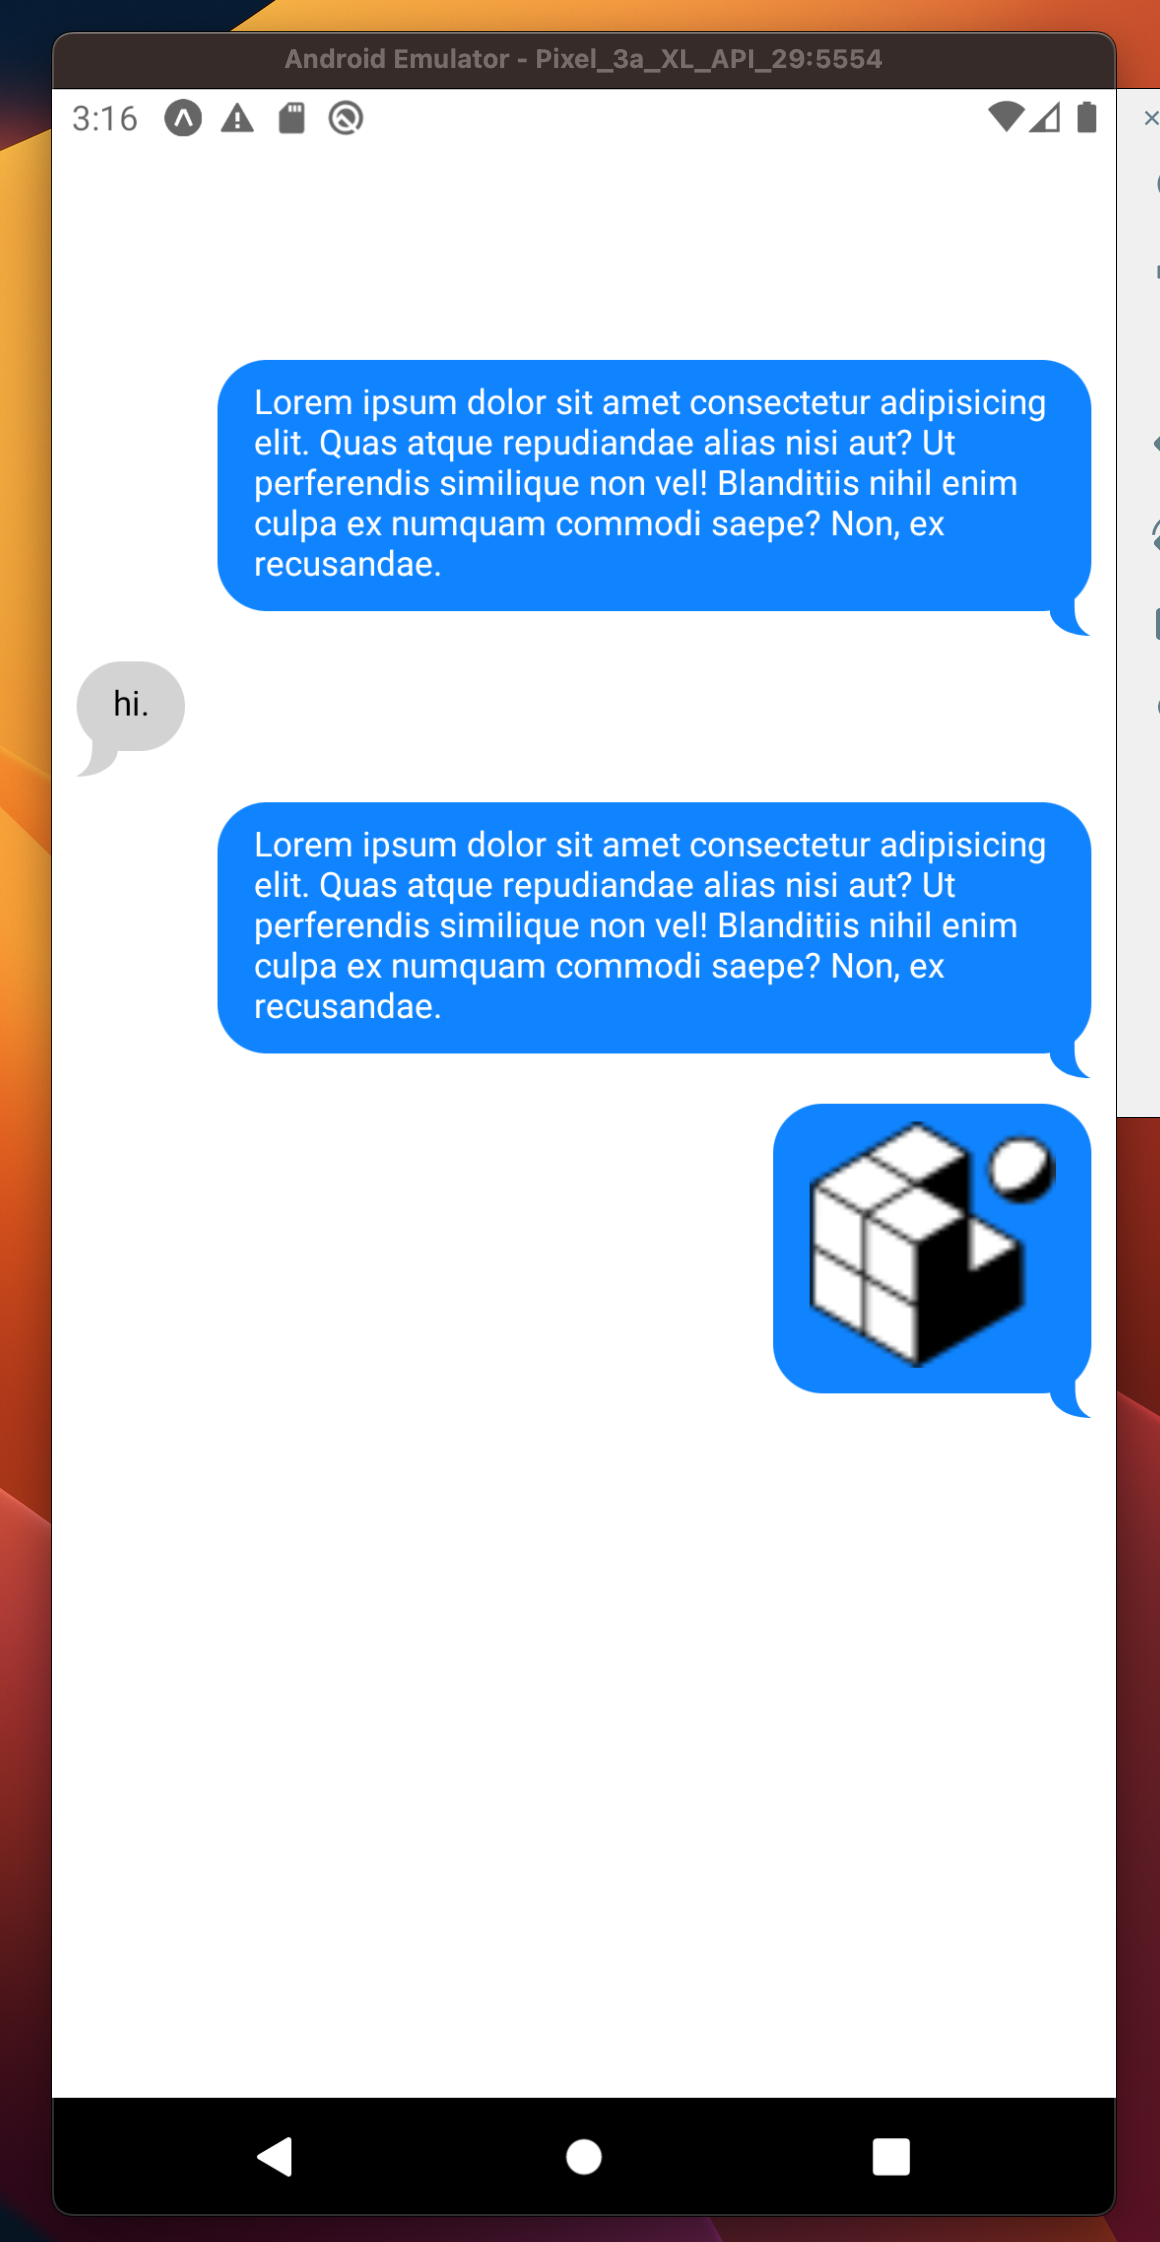 Android Emulator - Pixel_3a_XL_API_29:5554
3:16
Lorem ipsum dolor sit amet consectetur adipisicing
elit. Quas atque repudiandae alias nisi aut? Ut
perferendis similique non vel! Blanditiis nihil enim
culpa ex numquam commodi saepe? Non, ex
recusandae.
hi.
Lorem ipsum dolor sit amet consectetur adipisicing
elit. Quas atque repudiandae alias nisi aut? Ut
perferendis similique non vel! Blanditiis nihil enim
culpa ex numquam commodi saepe? Non, ex
recusandae.